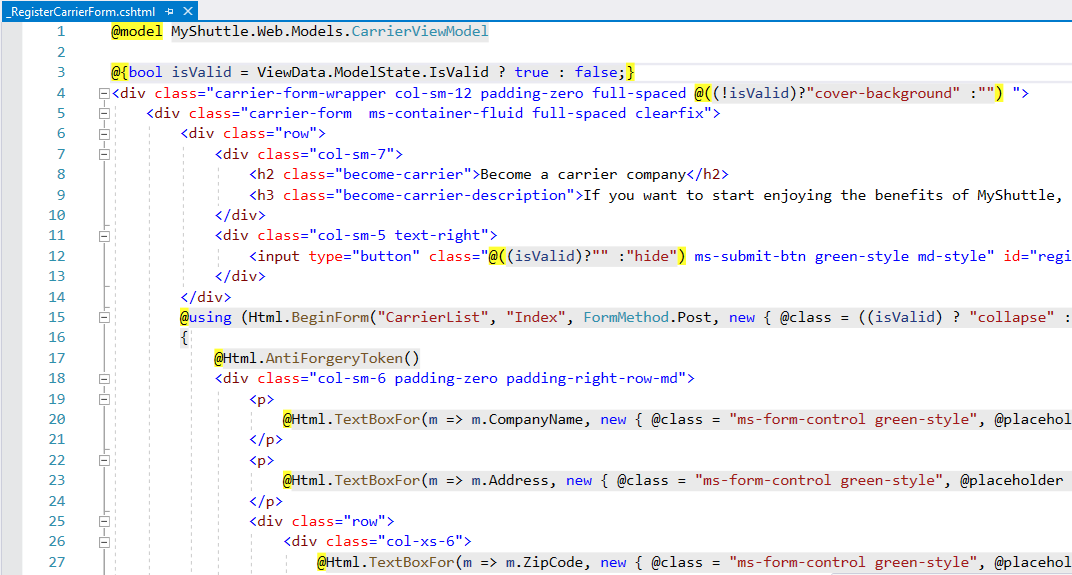 _RegisterCarrierForm.cshtml
1 @model MyShuttle.Web.Models.CarrierViewModel
2
3 @{bool isValid = ViewData.ModelState.IsValid ? true : false;}
4 <div class="carrier-form-wrapper col-sm-12 padding-zero full-spaced @((!isValid)?"cover-background" :"") ">
5 <div class="carrier-form  ms-container-fluid full-spaced clearfix">
6 <div class="row">
7 <div class="col-sm-7">
8 <h2 class="become-carrier">Become a carrier company</h2>
9 <h3 class="become-carrier-description">If you want to start enjoying the benefits of MyShuttle,
10 </div>
11 <div class="col-sm-5 text-right">
12 <input type="button" class="@((isValid)?"" :"hide") ms-submit-btn green-style md-style" id="regi
13 </div>
14 </div>
15 @using (Html.BeginForm("CarrierList", "Index", FormMethod.Post, new { @class = ((isValid) ? "collapse" :
16 {
17 @Html.AntiForgeryToken()
18 <div class="col-sm-6 padding-zero padding-right-row-md">
19 <p>
20 @Html.TextBoxFor(m => m.CompanyName, new { @class = "ms-form-control green-style", @placehol
21 </p>
22 <p>
23 @Html.TextBoxFor(m => m.Address, new { @class = "ms-form-control green-style", @placeholder
24 </p>
25 <div class="row">
26 <div class="col-xs-6">
27 @Html.TextBoxFor(m => m.ZipCode, new { @class = "ms-form-control green-style", @placehol